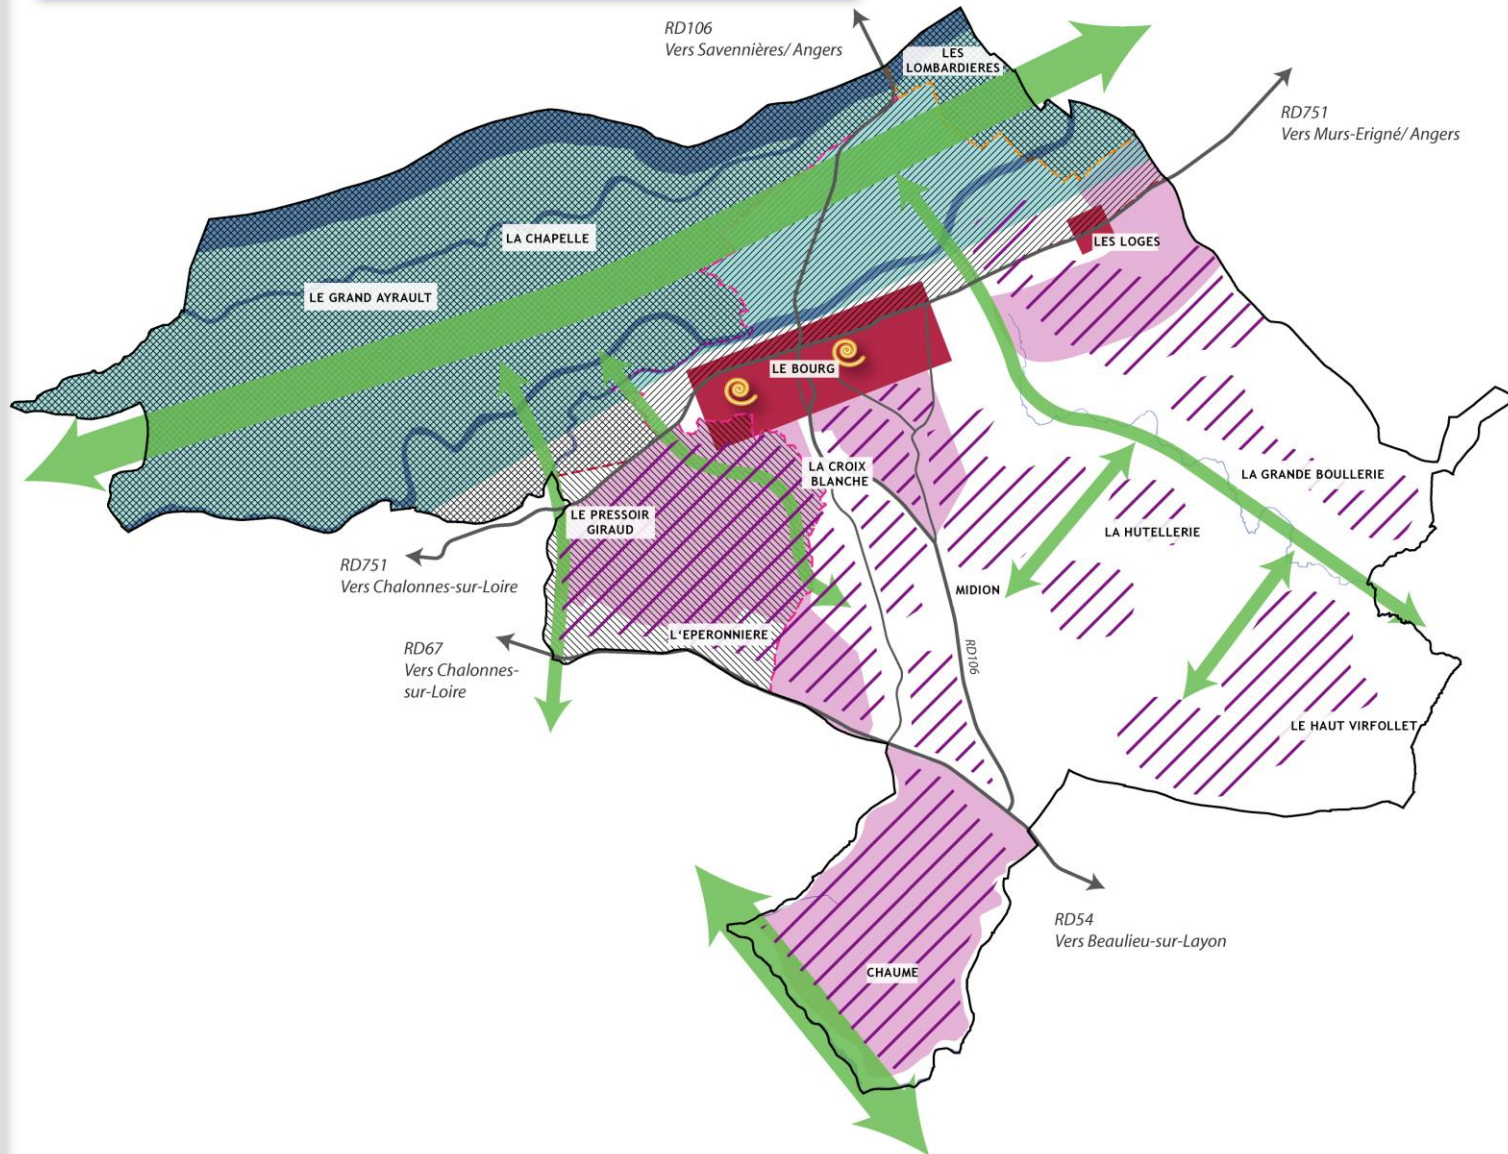 RD106
Vers Savennières/ Angers
LES
LOMBARDIERES
RD751
Vers Murs-Erigné/ Angers
LA CHAPELLE
LES LOGES
LE GRAND AYRAULT
LE BOURG
LA CROIX
BLANCHE
LA GRANDE BOULLERIE
LE PRESSOIR
GIRAUD
LA HUTELLERIE
RD751
Vers Chalonnes-sur-Loire
MIDION
L'EPERONNIERE
RD67
Vers Chalonnes-
sur-Loire
RD106
LE HAUT VIRFOLLET
RD54
Vers Beaulieu-sur-Layon
CHAUME